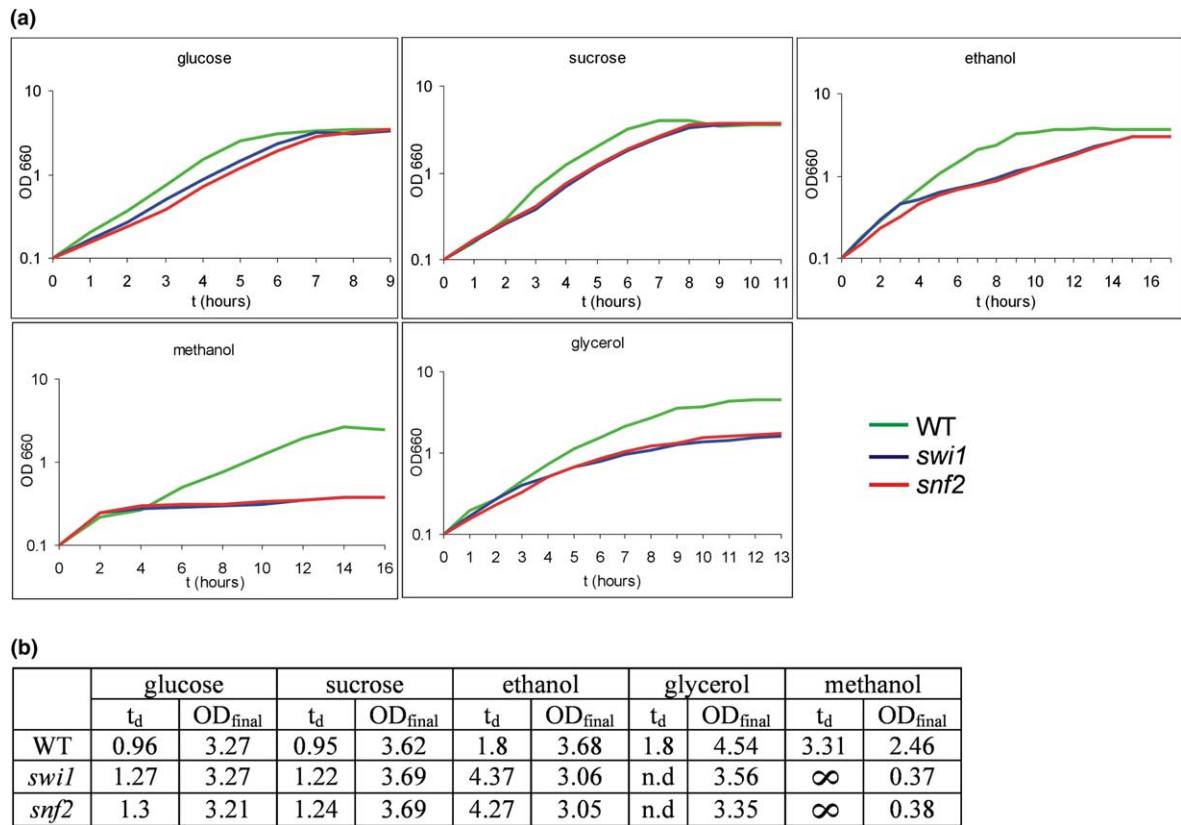 (a)
glucose
10
1
0.1
OD 660
0 1 2 3 4 5 6 7 8 9
t (hours)
sucrose
10
1
0.1
OD 660
0 1 2 3 4 5 6 7 8 9 10 11
t (hours)
ethanol
10
1
0.1
OD660
0 2 4 6 8 10 12 14 16
t (hours)
methanol
10
1
0.1
OD 660
0 2 4 6 8 10 12 14 16
t (hours)
glycerol
10
1
0.1
OD 660
0 1 2 3 4 5 6 7 8 9 10 11 12 13
t (hours)
WT
swi1
snf2
(b)
glucose sucrose ethanol glycerol methanol
td ODfinal td ODfinal td ODfinal td ODfinal td ODfinal
WT 0.96 3.27 0.95 3.62 1.8 3.68 1.8 4.54 3.31 2.46
swi1 1.27 3.27 1.22 3.69 4.37 3.06 n.d 3.56 ∞ 0.37
snf2 1.3 3.21 1.24 3.69 4.27 3.05 n.d 3.35 ∞ 0.38